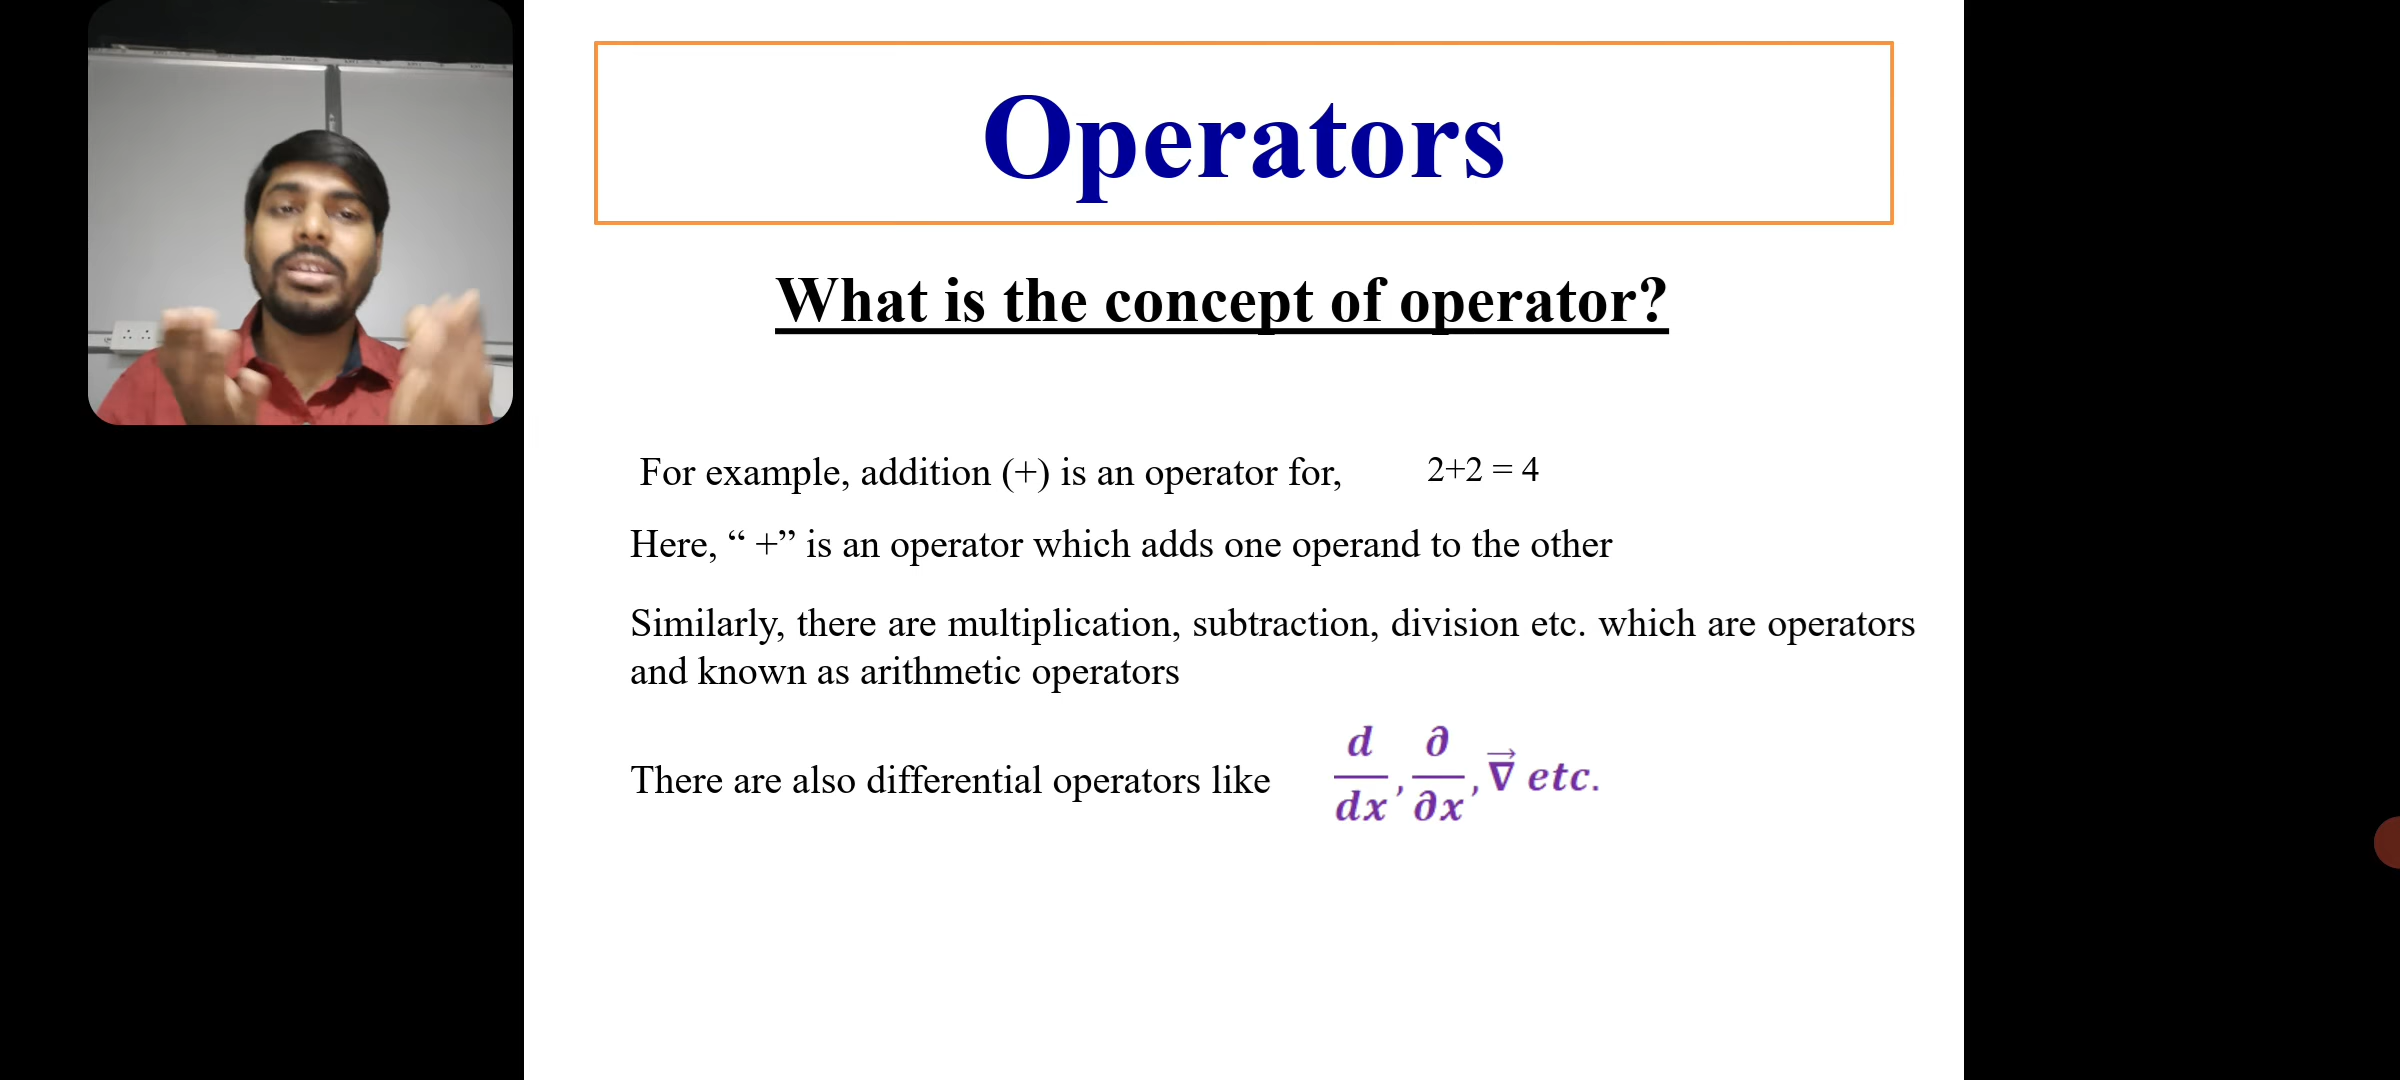 Operators
What is the concept of operator?
For example, addition (+) is an operator for, 2+2 = 4
Here, “ +” is an operator which adds one operand to the other
Similarly, there are multiplication, subtraction, division etc. which are operators
and known as arithmetic operators
There are also differential operators like d/dx, ∂/∂x, ∇⃗ etc.